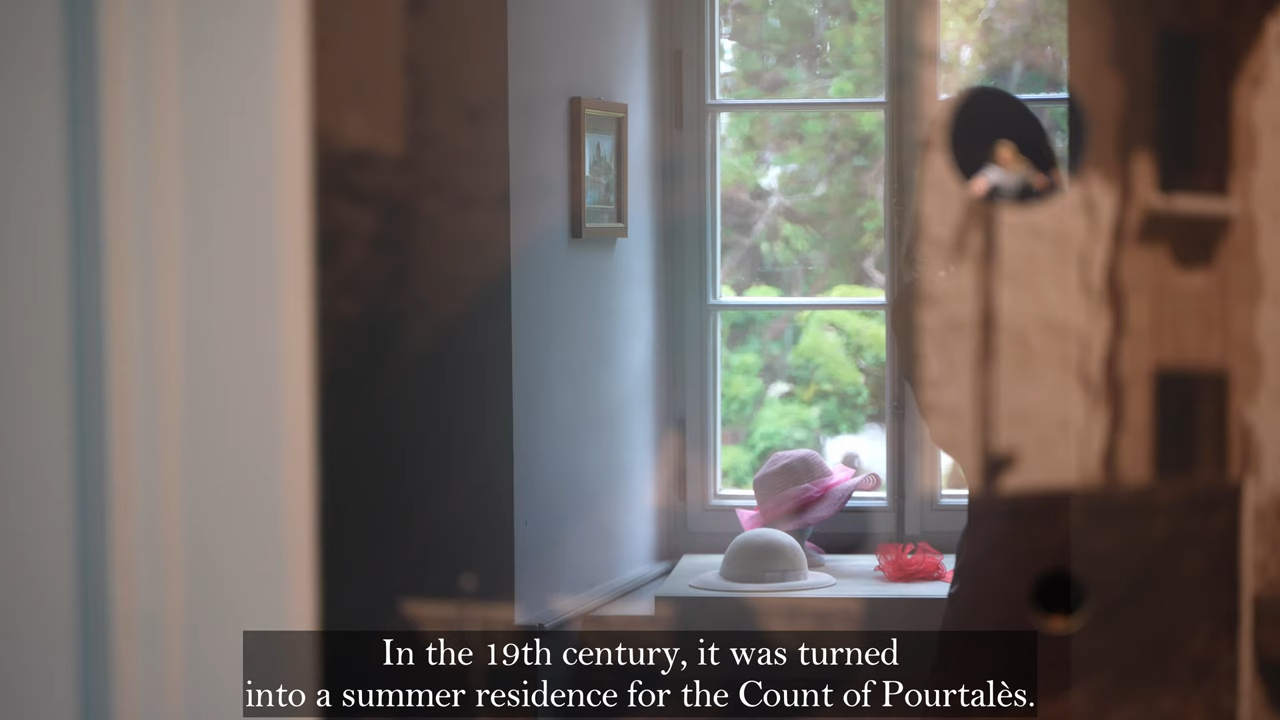 In the 19th century, it was turned
into a summer residence for the Count of Pourtalès.